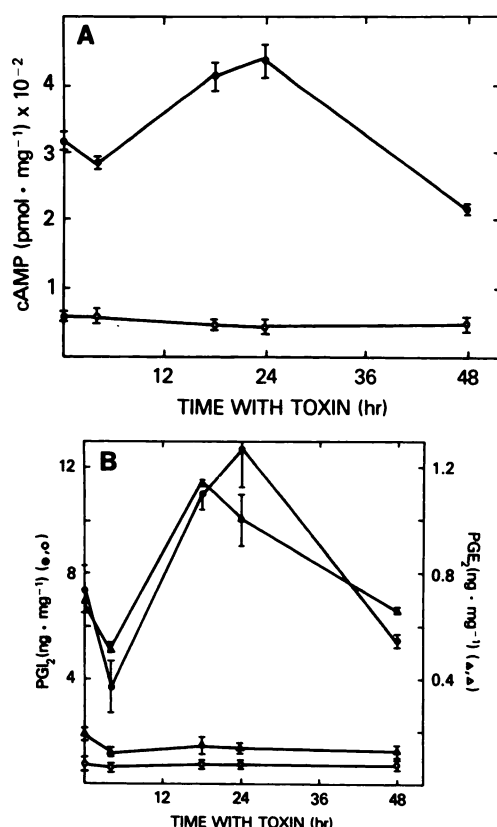 A
cAMP (pmol · mg⁻¹) x 10⁻²
4
3
2
1
12 24 36 48
TIME WITH TOXIN (hr)
B
PGI₂(ng · mg⁻¹) (●,○)
12
8
4
PGE₂(ng · mg⁻¹) (▲,△)
1.2
0.8
0.4
12 24 36 48
TIME WITH TOXIN (hr)